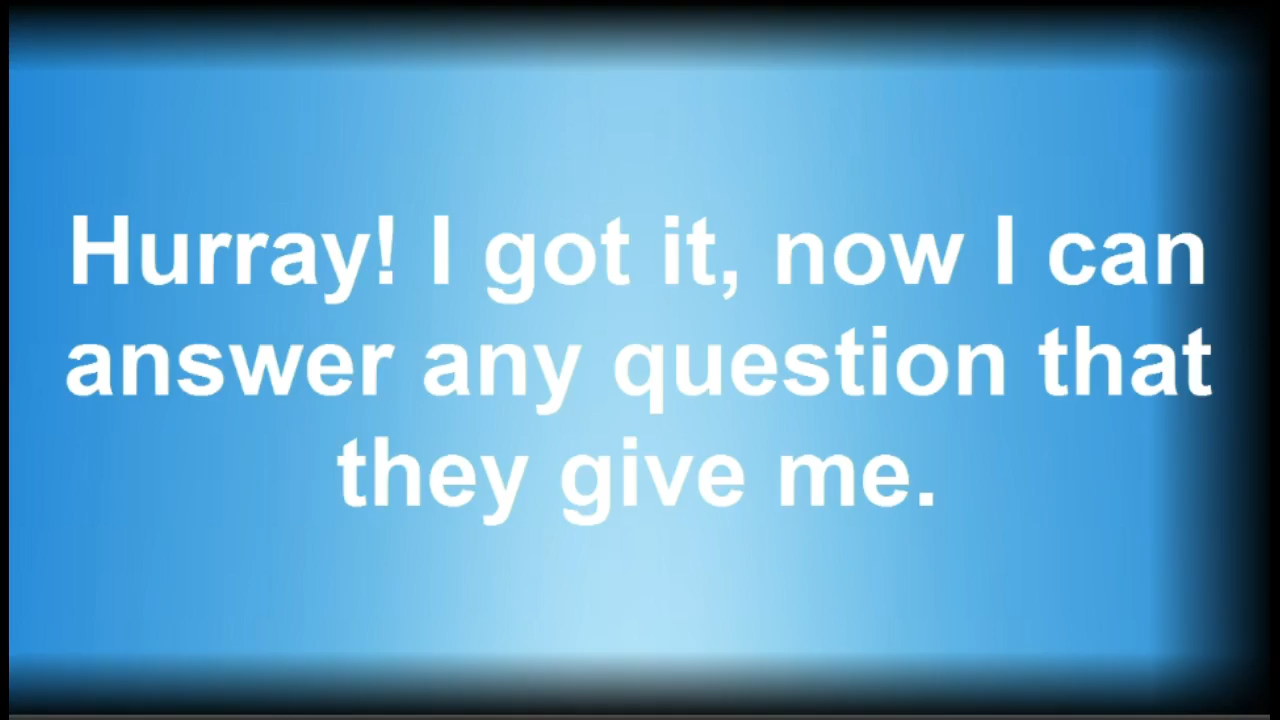 Hurray! I got it, now I can
answer any question that
they give me.